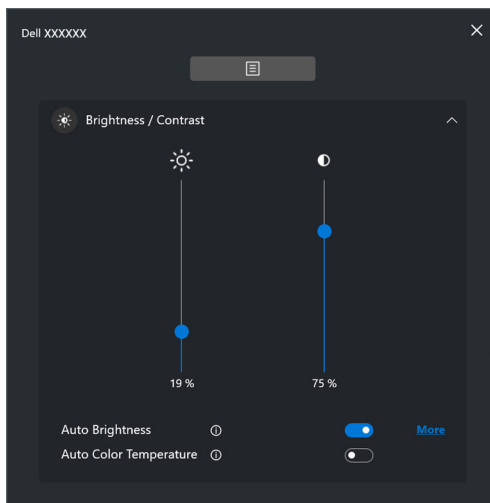 Dell XXXXXX
Brightness / Contrast
19 %
75 %
Auto Brightness
More
Auto Color Temperature